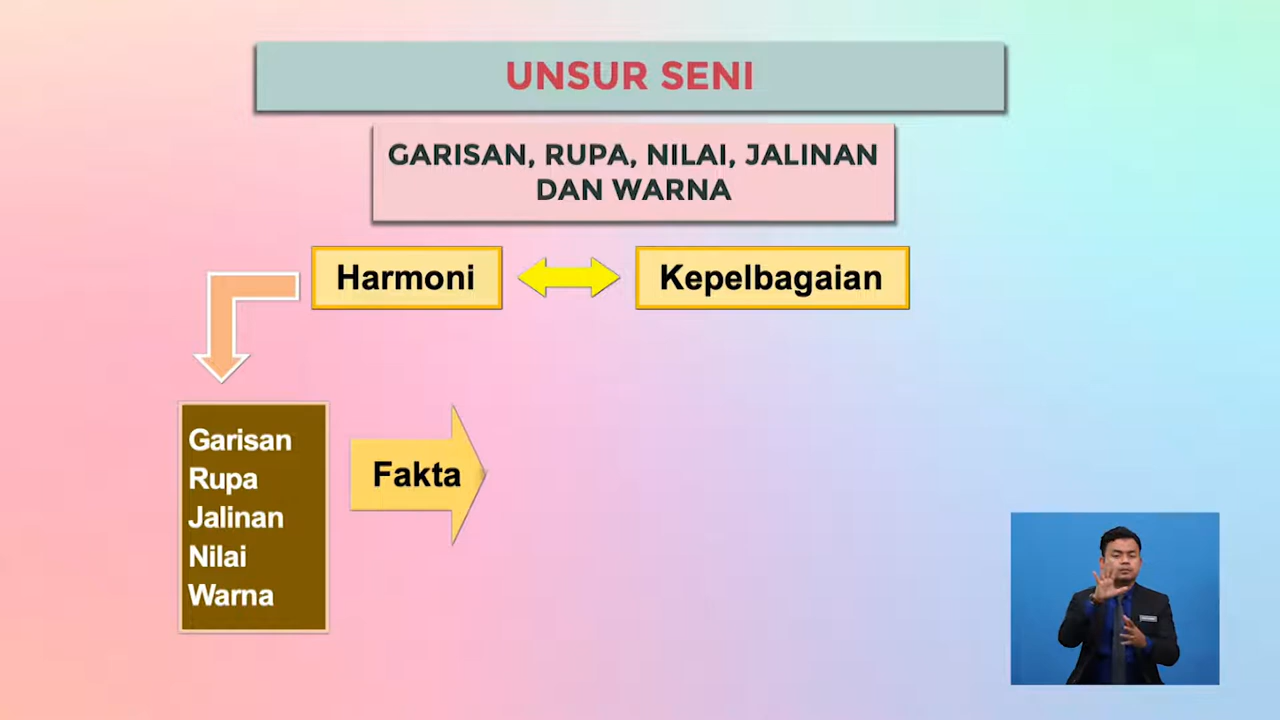 UNSUR SENI
GARISAN, RUPA, NILAI, JALINAN
DAN WARNA
Harmoni
Kepelbagaian
Garisan
Rupa
Jalinan
Nilai
Warna
Fakta